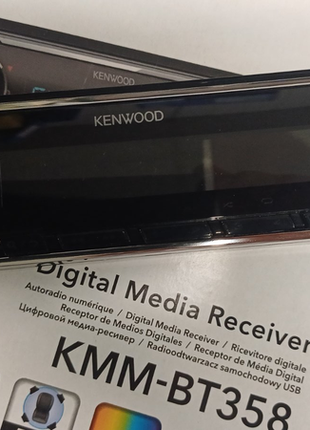 KENWOOD
KENWOOD
Digital Media Receiver
Autoradio numérique / Digital Media Receiver / Ricevitore digitale
Receptor de Medios Digitales / Receptor de Média Digital
Цифровой медиа-ресивер / Radioodtwarzacz samochodowy USB
KMM-BT358